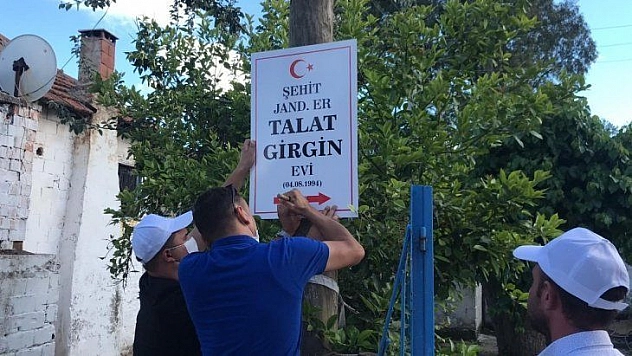 ŞEHİT
JAND. ER
TALAT
GİRGİN
EVİ
(04.08.1994)